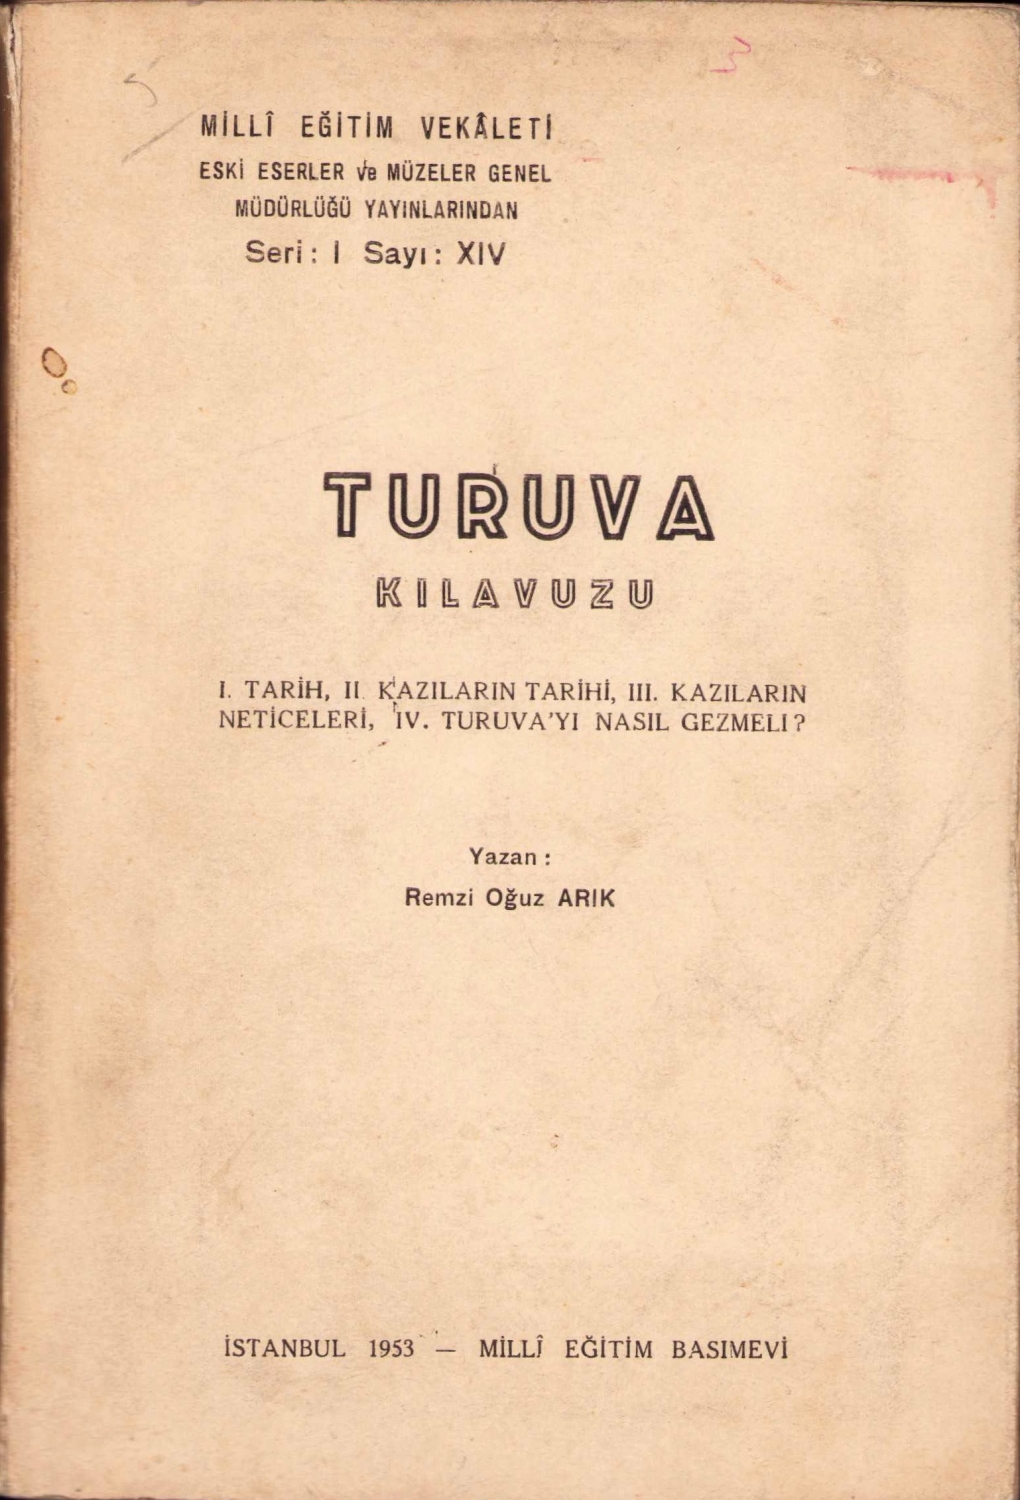 MİLLÎ EĞİTİM VEKÂLETİ
ESKİ ESERLER ve MÜZELER GENEL
MÜDÜRLÜĞÜ YAYINLARINDAN
Seri: I Sayı: XIV
TURUVA
KILAVUZU
I. TARİH, II. KAZILARIN TARİHİ, III. KAZILARIN
NETİCELERİ, IV. TURUVA'YI NASIL GEZMELİ?
Yazan:
Remzi Oğuz ARIK
İSTANBUL 1953 — MİLLÎ EĞİTİM BASIMEVİ